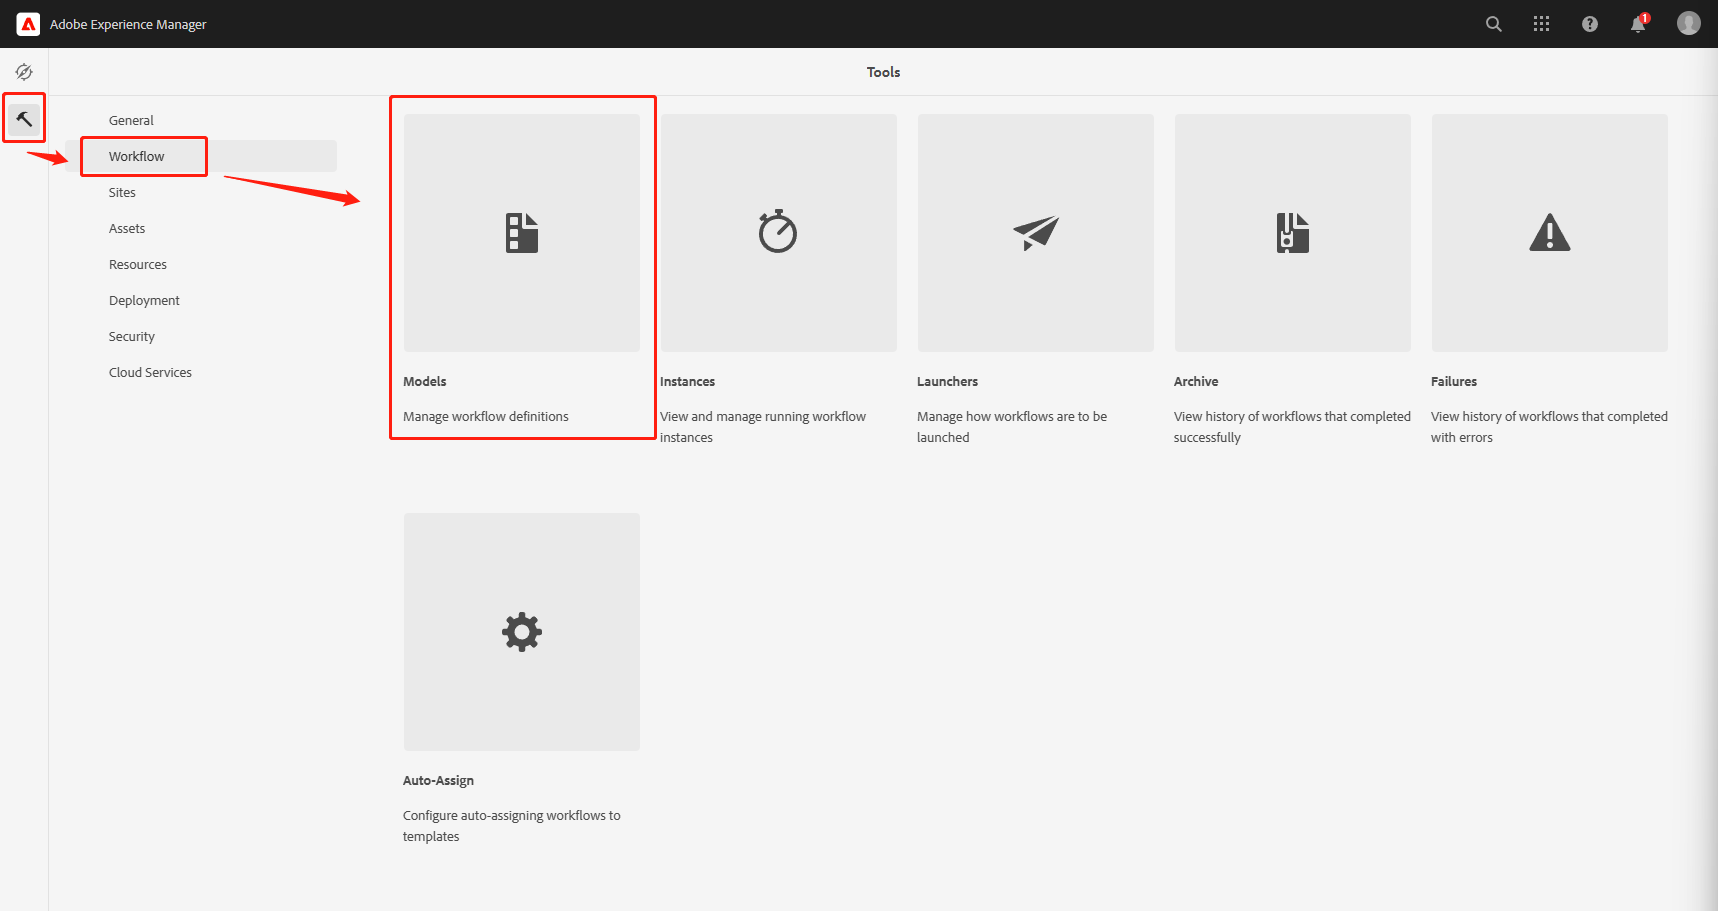 Adobe Experience Manager
1
Tools
General
Workflow
Sites
Assets
Resources
Deployment
Security
Cloud Services
Models
Manage workflow definitions
Instances
View and manage running workflow
instances
Launchers
Manage how workflows are to be
launched
Archive
View history of workflows that completed
successfully
Failures
View history of workflows that completed
with errors
Auto-Assign
Configure auto-assigning workflows to
templates